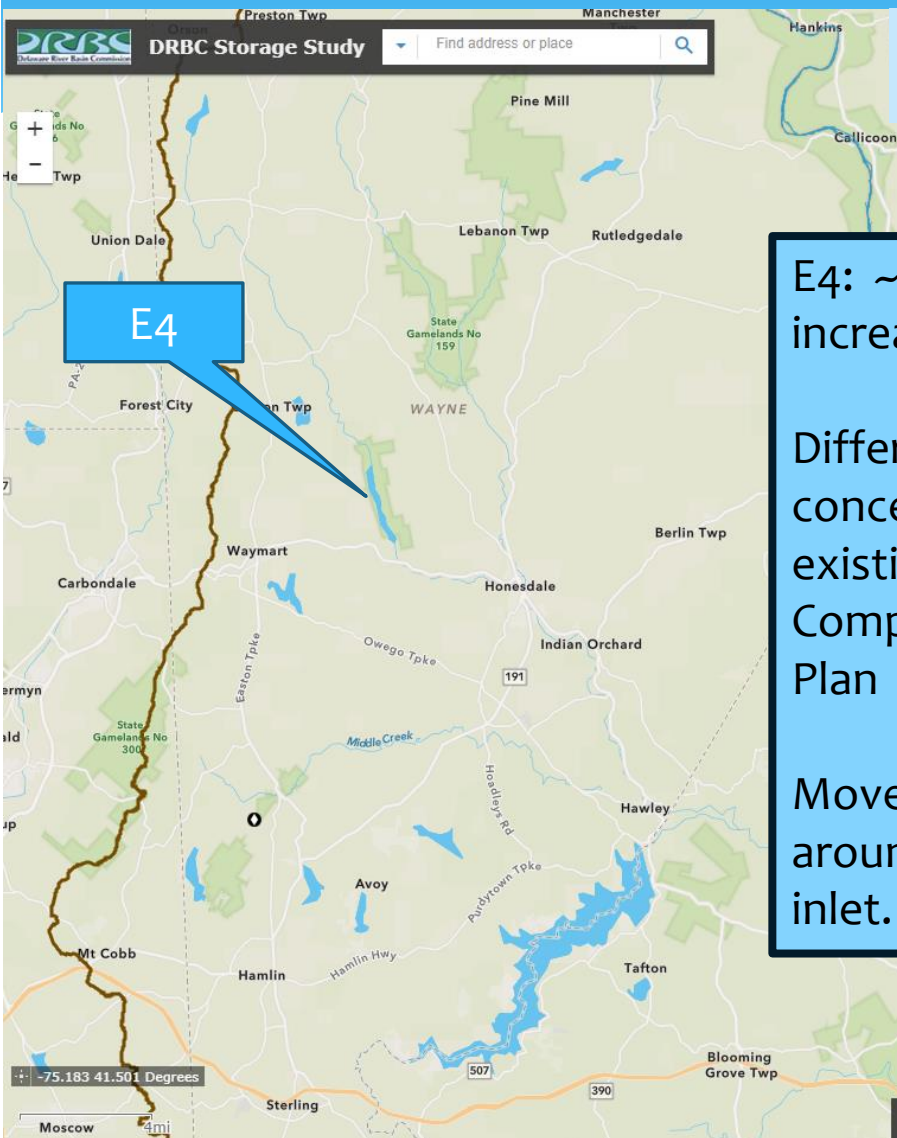 Preston Twp
Manchester
Hankins
DRBC
Delaware River Basin Commission
DRBC Storage Study
Find address or place
Pine Mill
+
Gamelands No
−
Twp
Callicoon
Union Dale
Lebanon Twp
Rutledgedale
E4
State
Gamelands No
159
Forest City
Twp
WAYNE
Berlin Twp
Waymart
Carbondale
Honesdale
Owego Tpke
Indian Orchard
191
Easton Tpke
State
Gamelands No
300
Middle Creek
Hoadleys Rd
Hawley
Avoy
Purdytown Tpke
Mt Cobb
Hamlin
Hamlin Hwy
Tafton
-75.183 41.501 Degrees
507
Blooming
Grove Twp
390
Sterling
4mi
Moscow
E4: ~
increa
Differ
conce
existi
Comp
Plan
Move
aroun
inlet.